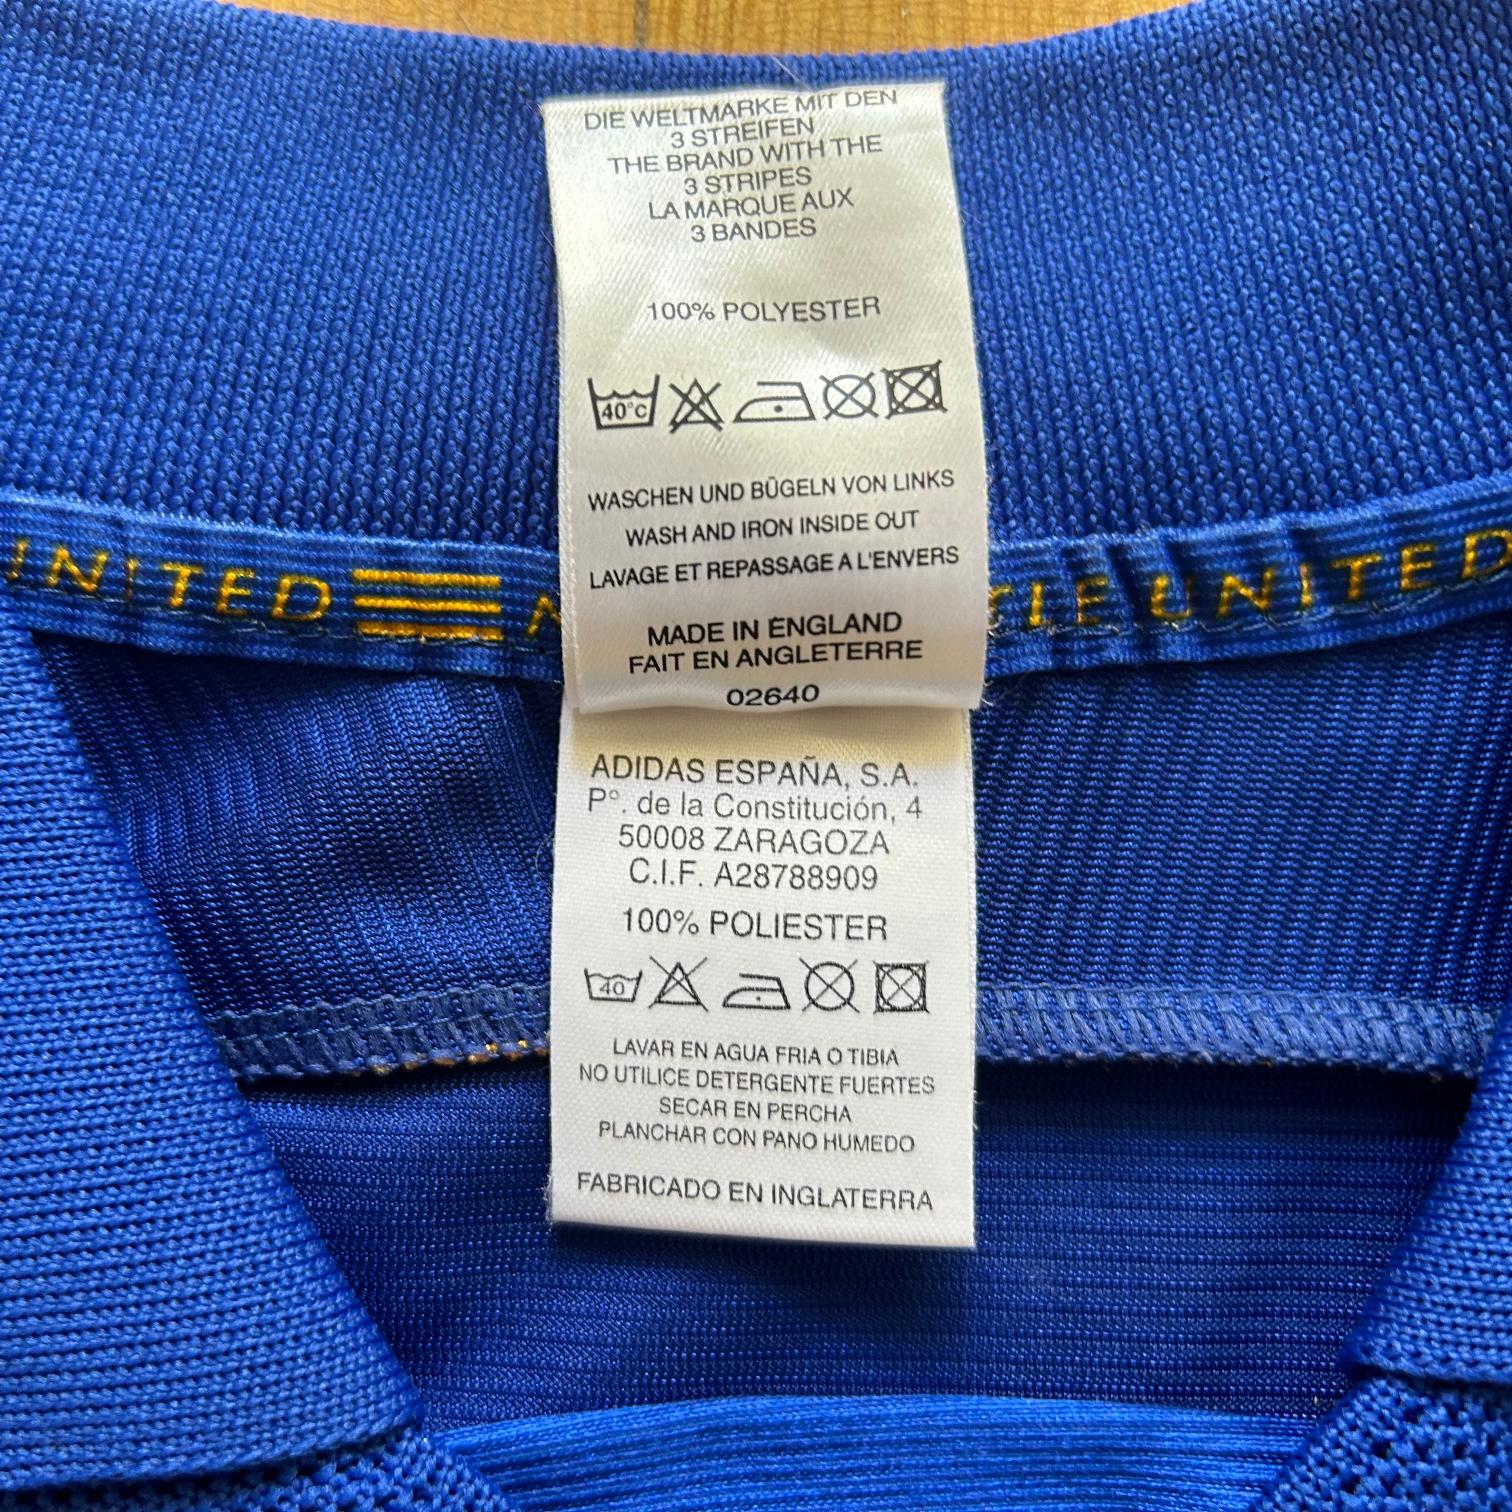 DIE WELTMARKE MIT DEN
3 STREIFEN
THE BRAND WITH THE
3 STRIPES
LA MARQUE AUX
3 BANDES
100% POLYESTER
40°C
WASCHEN UND BÜGELN VON LINKS
WASH AND IRON INSIDE OUT
LAVAGE ET REPASSAGE A L'ENVERS
MADE IN ENGLAND
FAIT EN ANGLETERRE
02640
UNITED N TLE UNITED
ADIDAS ESPAÑA, S.A.
Pº. de la Constitución, 4
50008 ZARAGOZA
C.I.F. A28788909
100% POLIESTER
40
LAVAR EN AGUA FRIA O TIBIA
NO UTILICE DETERGENTE FUERTES
SECAR EN PERCHA
PLANCHAR CON PANO HUMEDO
FABRICADO EN INGLATERRA